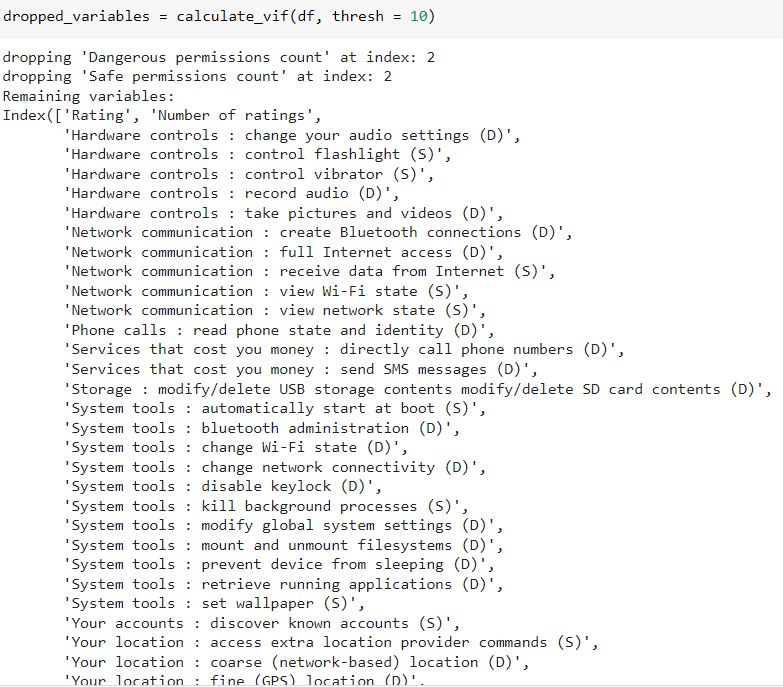 dropped_variables = calculate_vif(df, thresh = 10)
dropping 'Dangerous permissions count' at index: 2
dropping 'Safe permissions count' at index: 2
Remaining variables:
Index(['Rating', 'Number of ratings',
'Hardware controls : change your audio settings (D)',
'Hardware controls : control flashlight (S)',
'Hardware controls : control vibrator (S)',
'Hardware controls : record audio (D)',
'Hardware controls : take pictures and videos (D)',
'Network communication : create Bluetooth connections (D)',
'Network communication : full Internet access (D)',
'Network communication : receive data from Internet (S)',
'Network communication : view Wi-Fi state (S)',
'Network communication : view network state (S)',
'Phone calls : read phone state and identity (D)',
'Services that cost you money : directly call phone numbers (D)',
'Services that cost you money : send SMS messages (D)',
'Storage : modify/delete USB storage contents modify/delete SD card contents (D)',
'System tools : automatically start at boot (S)',
'System tools : bluetooth administration (D)',
'System tools : change Wi-Fi state (D)',
'System tools : change network connectivity (D)',
'System tools : disable keylock (D)',
'System tools : kill background processes (S)',
'System tools : modify global system settings (D)',
'System tools : mount and unmount filesystems (D)',
'System tools : prevent device from sleeping (D)',
'System tools : retrieve running applications (D)',
'System tools : set wallpaper (S)',
'Your accounts : discover known accounts (S)',
'Your location : access extra location provider commands (S)',
'Your location : coarse (network-based) location (D)',
'Your location : fine (GPS) location (D)',